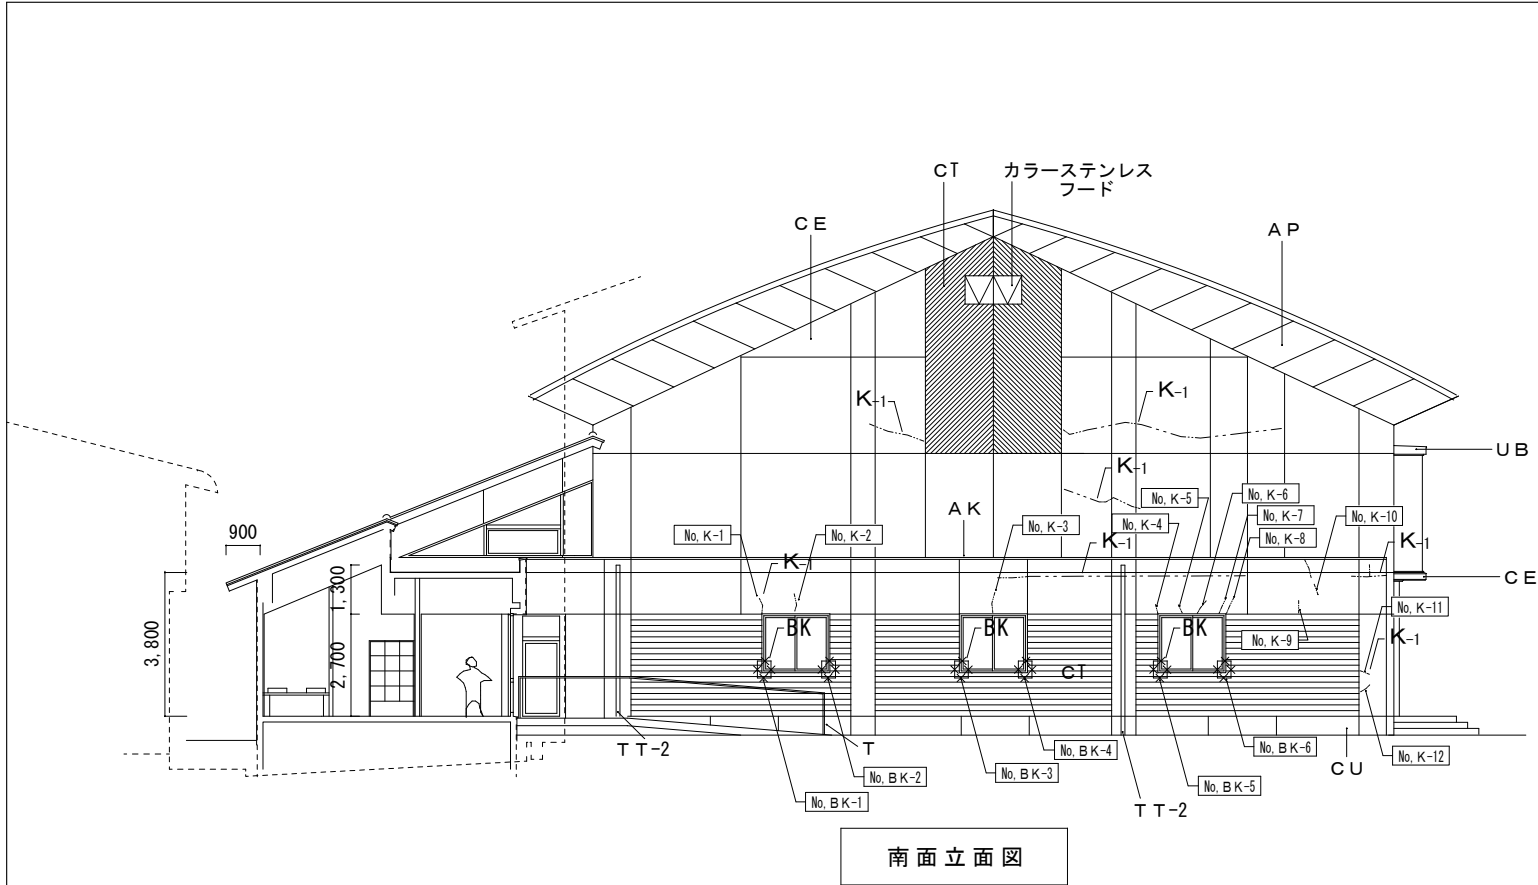 CT
カラーステンレス
フード
CE
AP
K-1
K-1
UB
K-1
No, K-5
No, K-6
No, K-7
No, K-8
No, K-10
AK
No, K-3
No, K-4
No, K-1
No, K-2
K-1
K-1
K-1
900
CE
1,300
3,800
2,700
BK
BK
BK
No, K-9
No, K-11
K-1
CT
TT-2
T
No, BK-4
No, BK-6
No, K-12
No, BK-2
No, BK-3
CU
No, BK-5
No, BK-1
TT-2
南面立面図